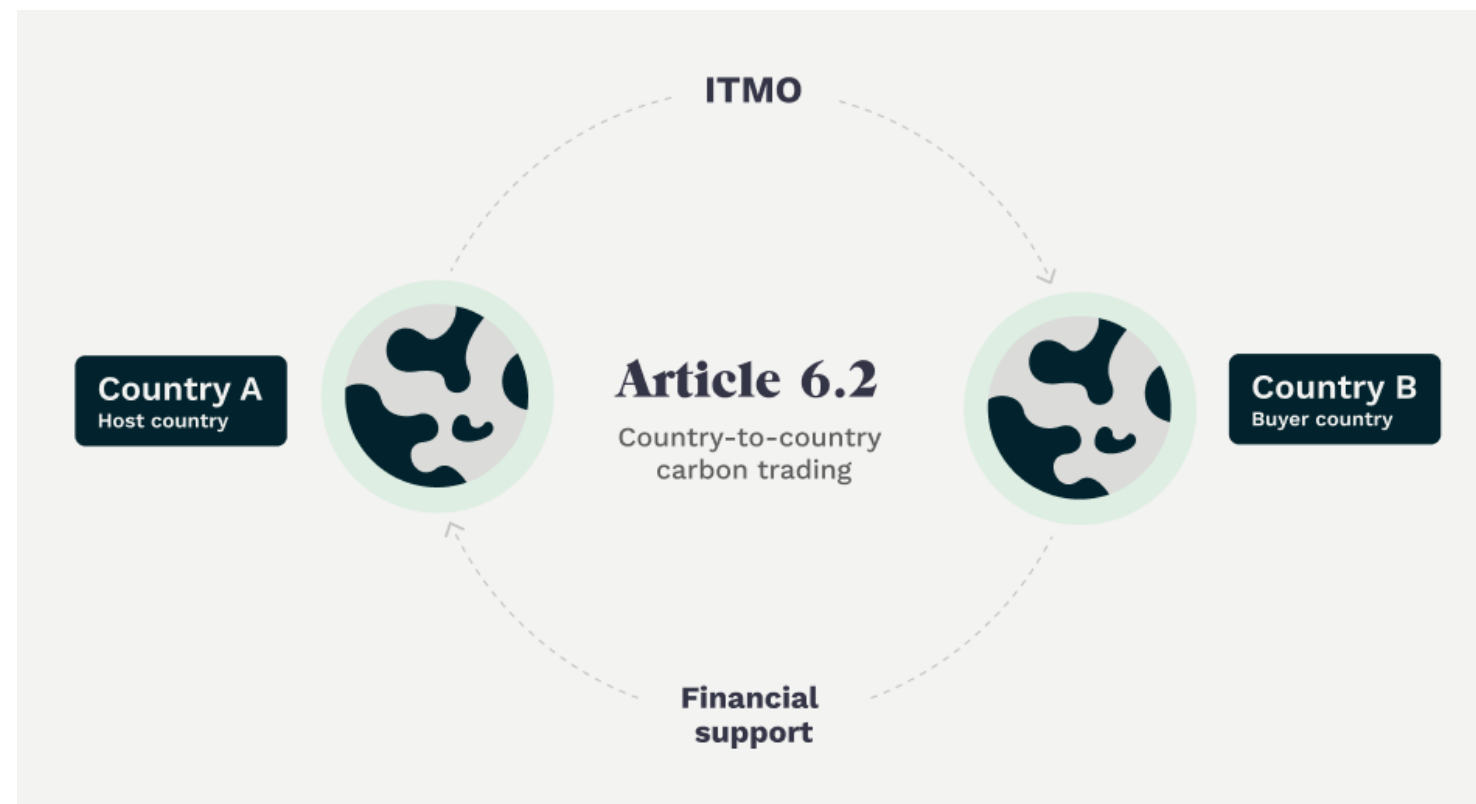 ITMO
Country A
Host country
Article 6.2
Country-to-country
carbon trading
Country B
Buyer country
Financial
support